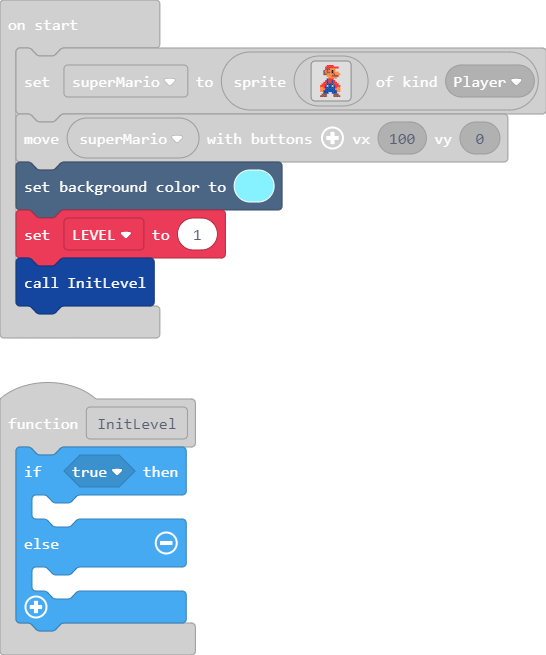 on start
set superMario to sprite of kind Player
move superMario with buttons vx 100 vy 0
set background color to
set LEVEL to 1
call InitLevel
function InitLevel
if true then
else